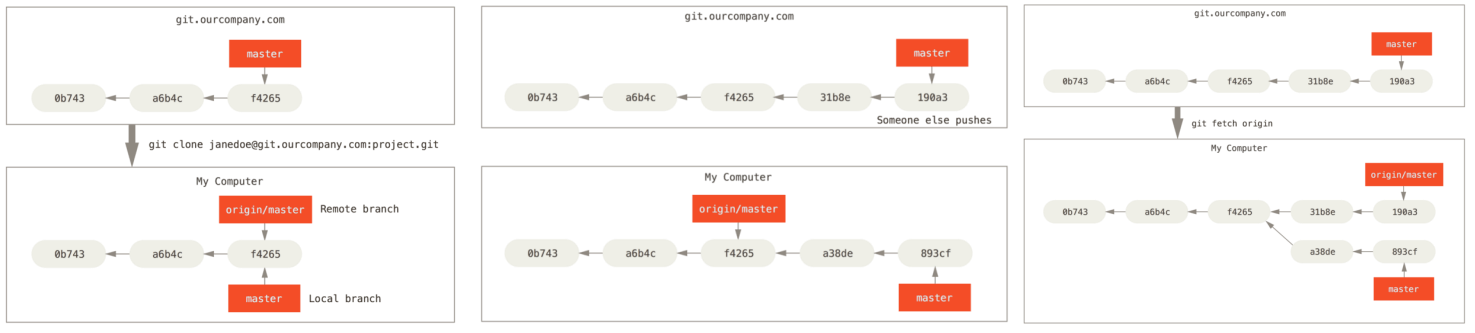 git.ourcompany.com
master
0b743 a6b4c f4265
git clone janedoe@git.ourcompany.com:project.git
My Computer
origin/master Remote branch
0b743 a6b4c f4265
master Local branch
git.ourcompany.com
master
0b743 a6b4c f4265 31b8e 190a3
Someone else pushes
My Computer
origin/master
0b743 a6b4c f4265 a38de 893cf
master
git.ourcompany.com
master
0b743 a6b4c f4265 31b8e 190a3
git fetch origin
My Computer
origin/master
0b743 a6b4c f4265 31b8e 190a3
a38de 893cf
master